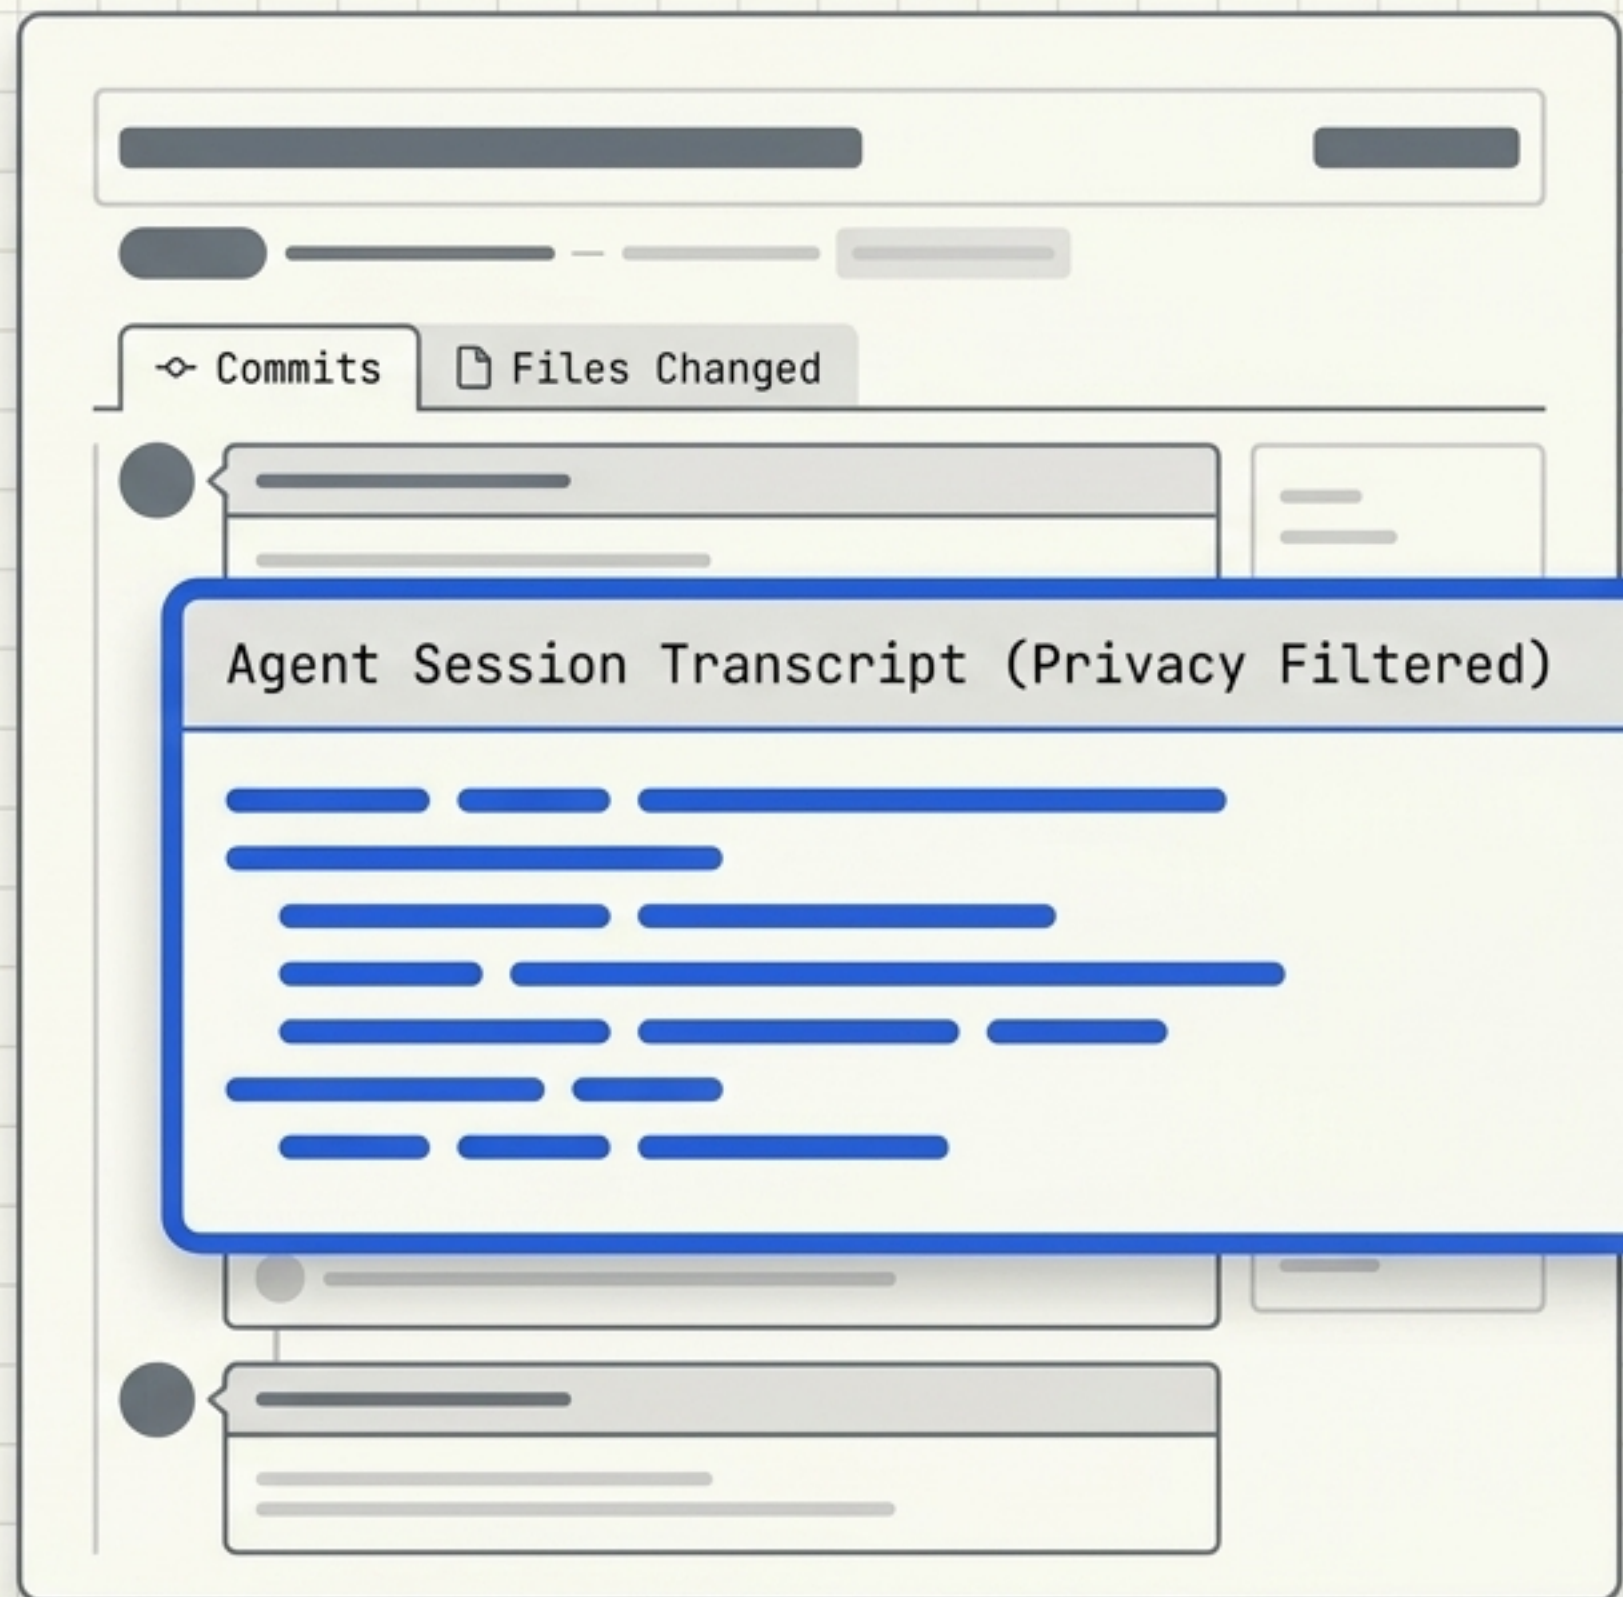 Commits
Files Changed
Agent Session Transcript (Privacy Filtered)